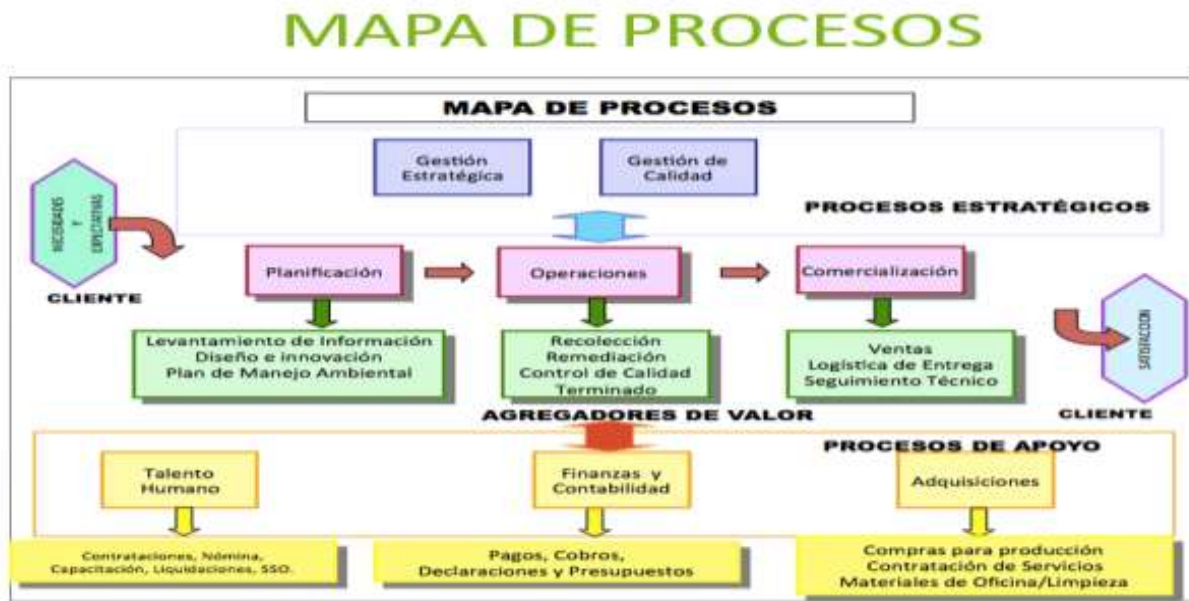 MAPA DE PROCESOS
MAPA DE PROCESOS
Gestión
Estratégica
Gestión de
Calidad
PROCESOS ESTRATÉGICOS
NECESIDADES
Y
EXPECTATIVAS
CLIENTE
Planificación
Operaciones
Comercialización
Levantamiento de Información
Diseño e innovación
Plan de Manejo Ambiental
Recolección
Remediación
Control de Calidad
Terminado
Ventas
Logística de Entrega
Seguimiento Técnico
SATISFACCION
CLIENTE
AGREGADORES DE VALOR
PROCESOS DE APOYO
Talento
Humano
Finanzas y
Contabilidad
Adquisiciones
Contrataciones, Nómina,
Capacitación, Liquidaciones, SSO.
Pagos, Cobros,
Declaraciones y Presupuestos
Compras para producción
Contratación de Servicios
Materiales de Oficina/Limpieza